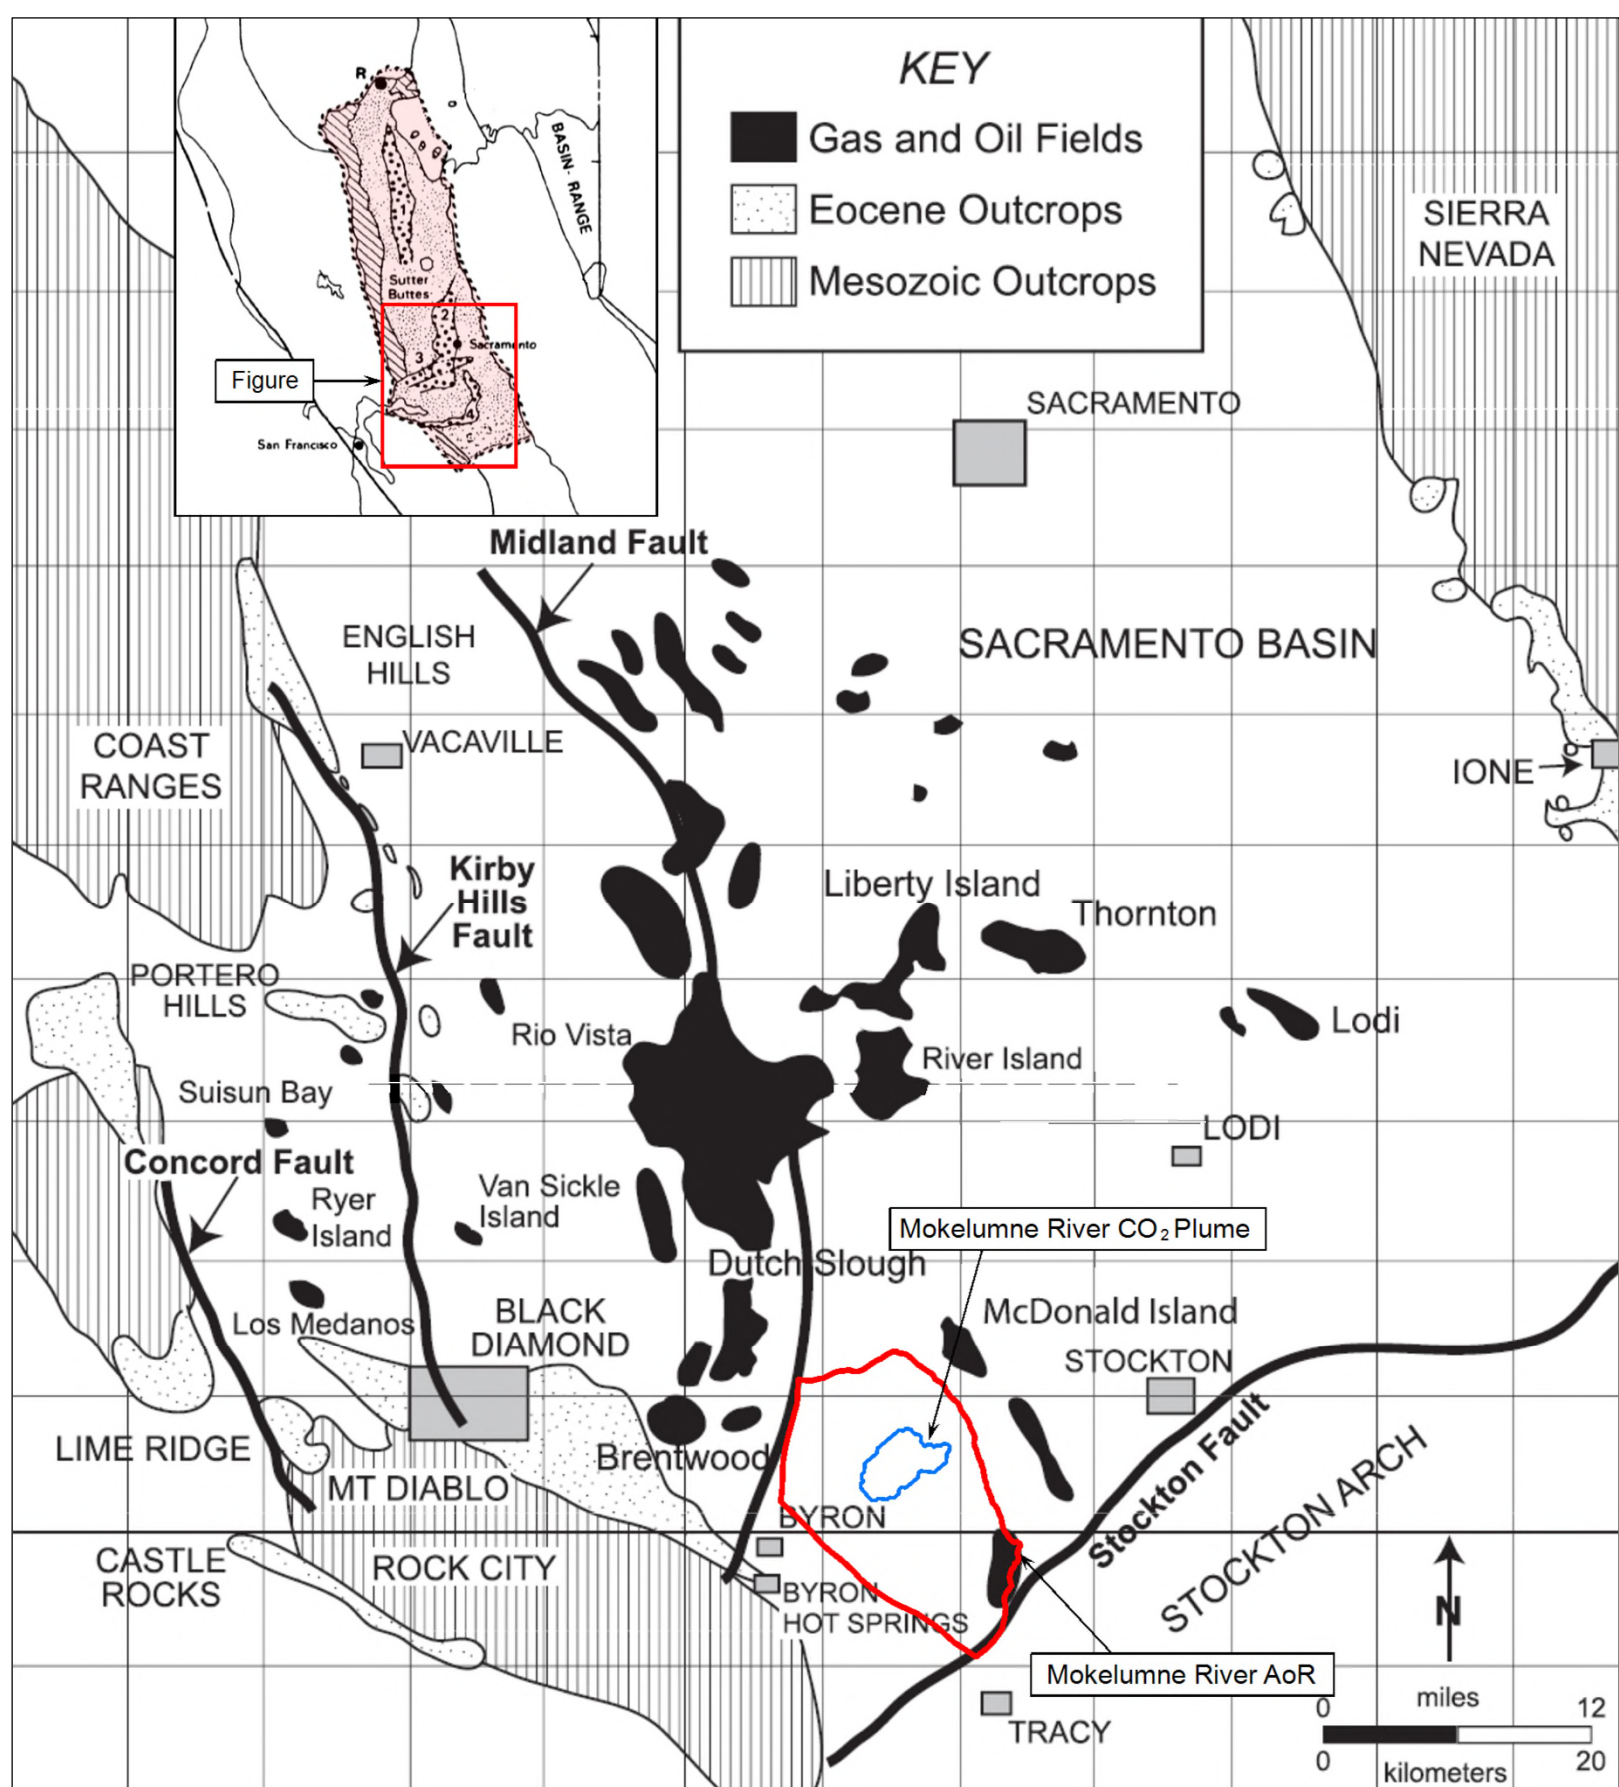 KEY
Gas and Oil Fields
Eocene Outcrops
Mesozoic Outcrops
R
BASIN-RANGE
1
Sutter
Buttes
2
Sacramento
3
4
Figure
San Francisco
SIERRA
NEVADA
SACRAMENTO
Midland Fault
ENGLISH
HILLS
SACRAMENTO BASIN
VACAVILLE
COAST
RANGES
IONE
Kirby
Hills
Fault
Liberty Island
Thornton
PORTERO
HILLS
Rio Vista
Lodi
River Island
Suisun Bay
LODI
Concord Fault
Ryer
Island
Van Sickle
Island
Mokelumne River CO₂ Plume
Dutch Slough
Los Medanos
BLACK
DIAMOND
McDonald Island
STOCKTON
LIME RIDGE
MT DIABLO
Brentwood
Stockton Fault
STOCKTON ARCH
BYRON
CASTLE
ROCKS
ROCK CITY
BYRON
HOT SPRINGS
N
Mokelumne River AoR
TRACY
miles
0 12
0 20
kilometers